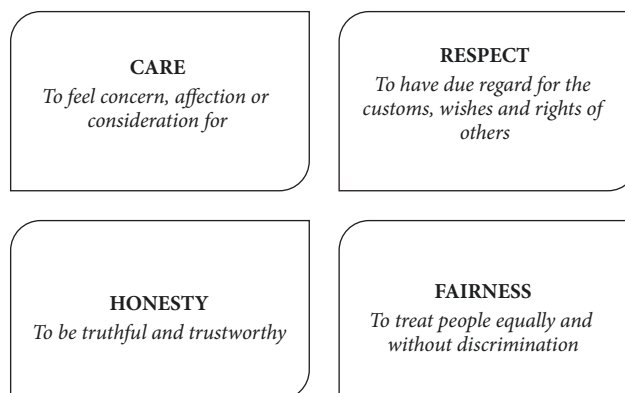 CARE
To feel concern, affection or
consideration for
RESPECT
To have due regard for the
customs, wishes and rights of
others
HONESTY
To be truthful and trustworthy
FAIRNESS
To treat people equally and
without discrimination